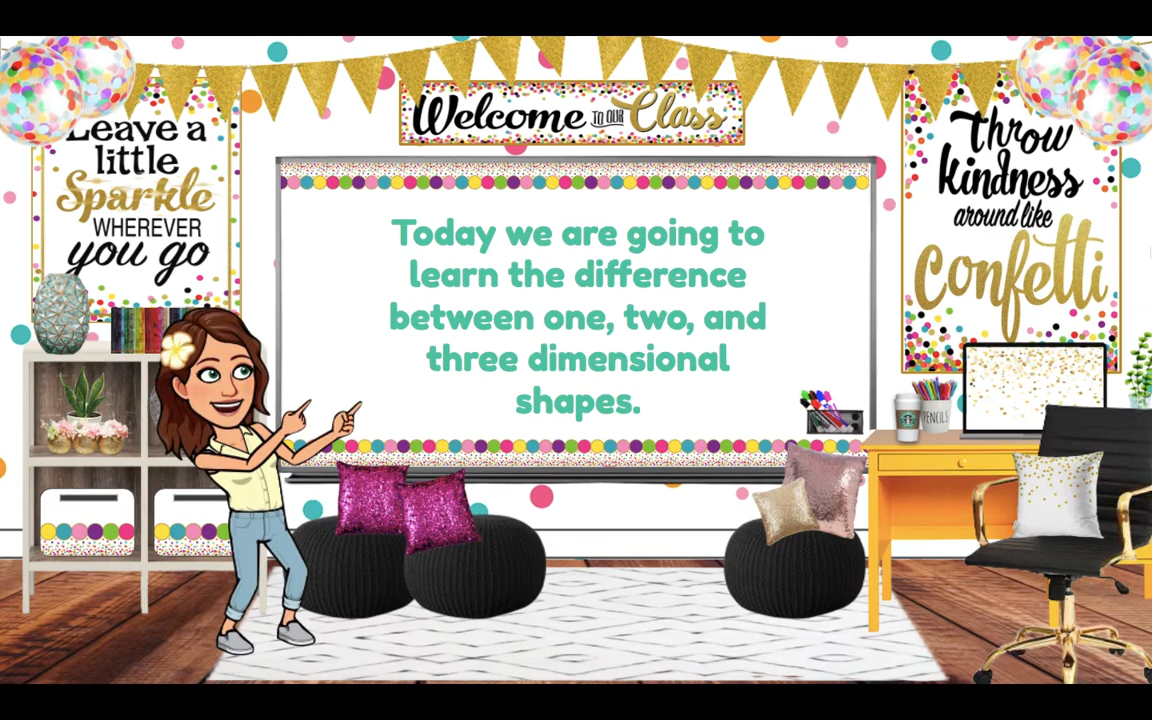 Welcome TO OUR Class
Leave a
little
Sparkle
WHEREVER
you go
Today we are going to
learn the difference
between one, two, and
three dimensional
shapes.
Throw
kindness
around like
confetti
PENCILS